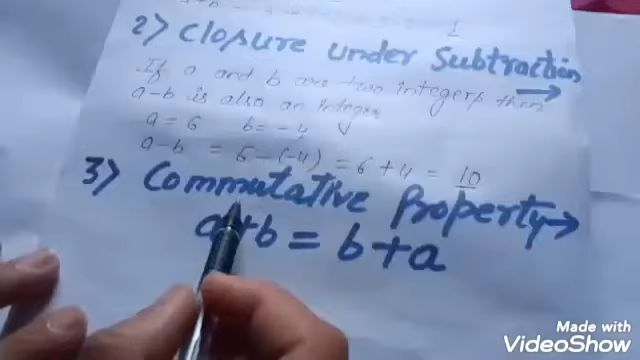 2) Closure under Subtraction →
If a and b are two integers then
a-b is also an integer
a = 6 b = -4
a-b = 6-(-4) = 6+4 = 10
3) Commutative Property →
a+b = b+a
Made with
VideoShow